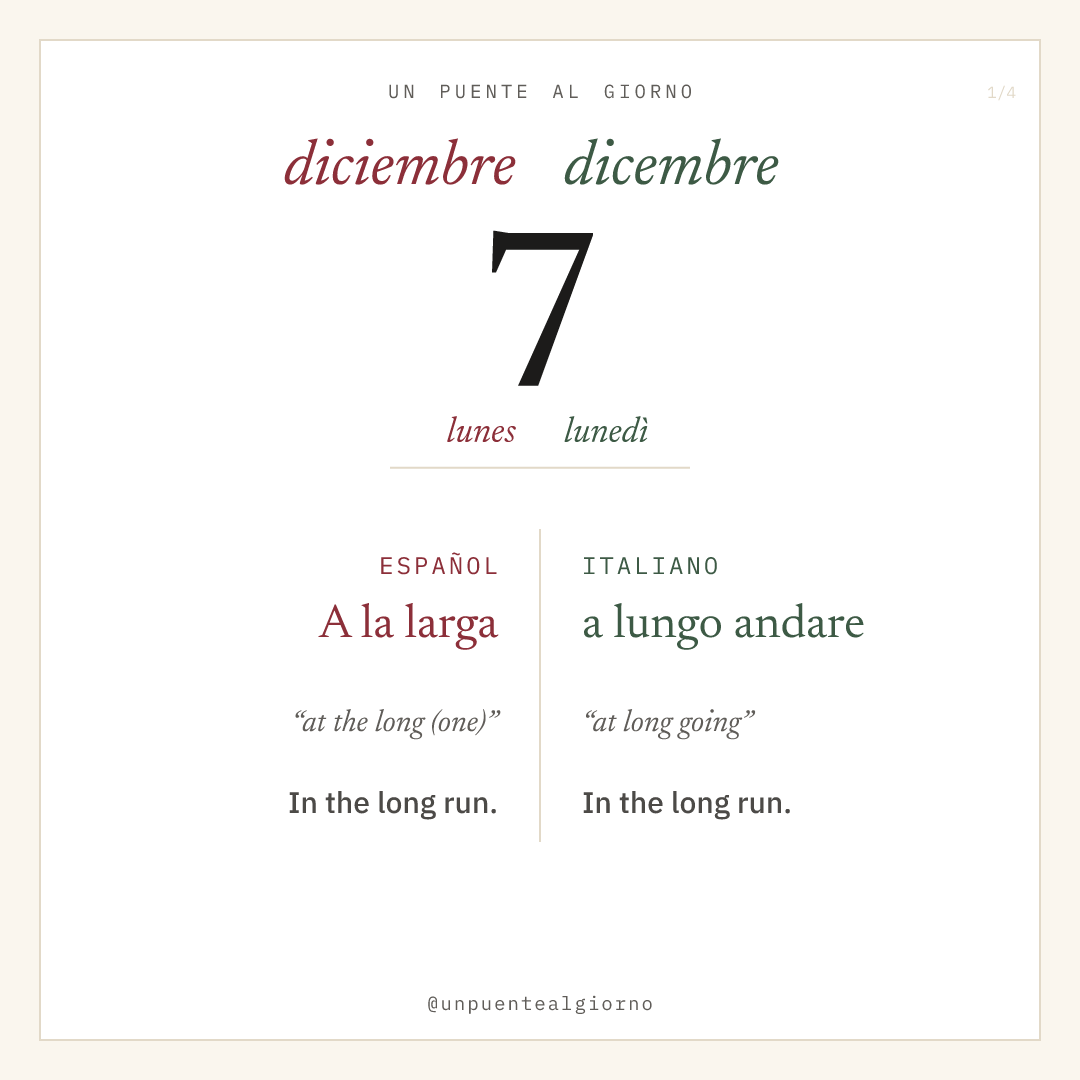 UN PUENTE AL GIORNO
1/4
diciembre dicembre
7
lunes lunedì
ESPAÑOL
A la larga
“at the long (one)”
In the long run.
ITALIANO
a lungo andare
“at long going”
In the long run.
@unpuentealgiorno